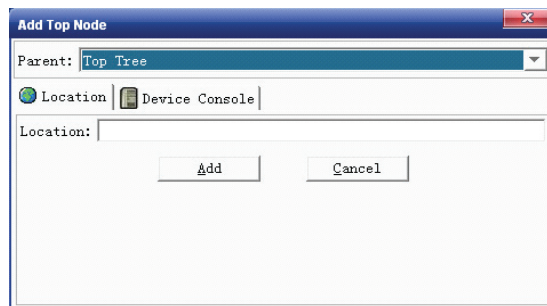 Add Top Node
Parent: Top Tree
Location Device Console
Location:
Add Cancel